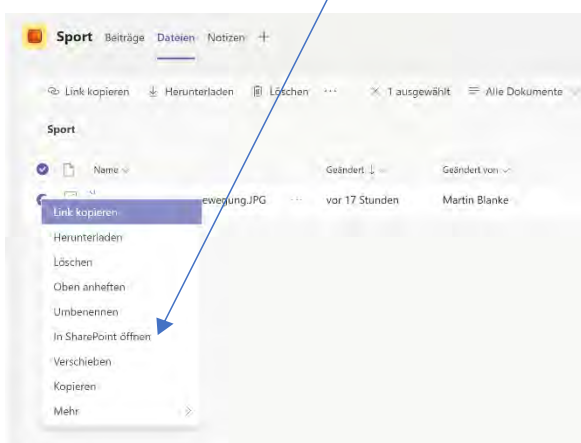 Sport Beiträge Dateien Notizen +
Link kopieren Herunterladen Löschen ··· × 1 ausgewählt Alle Dokumente
Sport
Name Geändert ↓ Geändert von
ewegung.JPG ··· vor 17 Stunden Martin Blanke
Link kopieren
Herunterladen
Löschen
Oben anheften
Umbenennen
In SharePoint öffnen
Verschieben
Kopieren
Mehr >